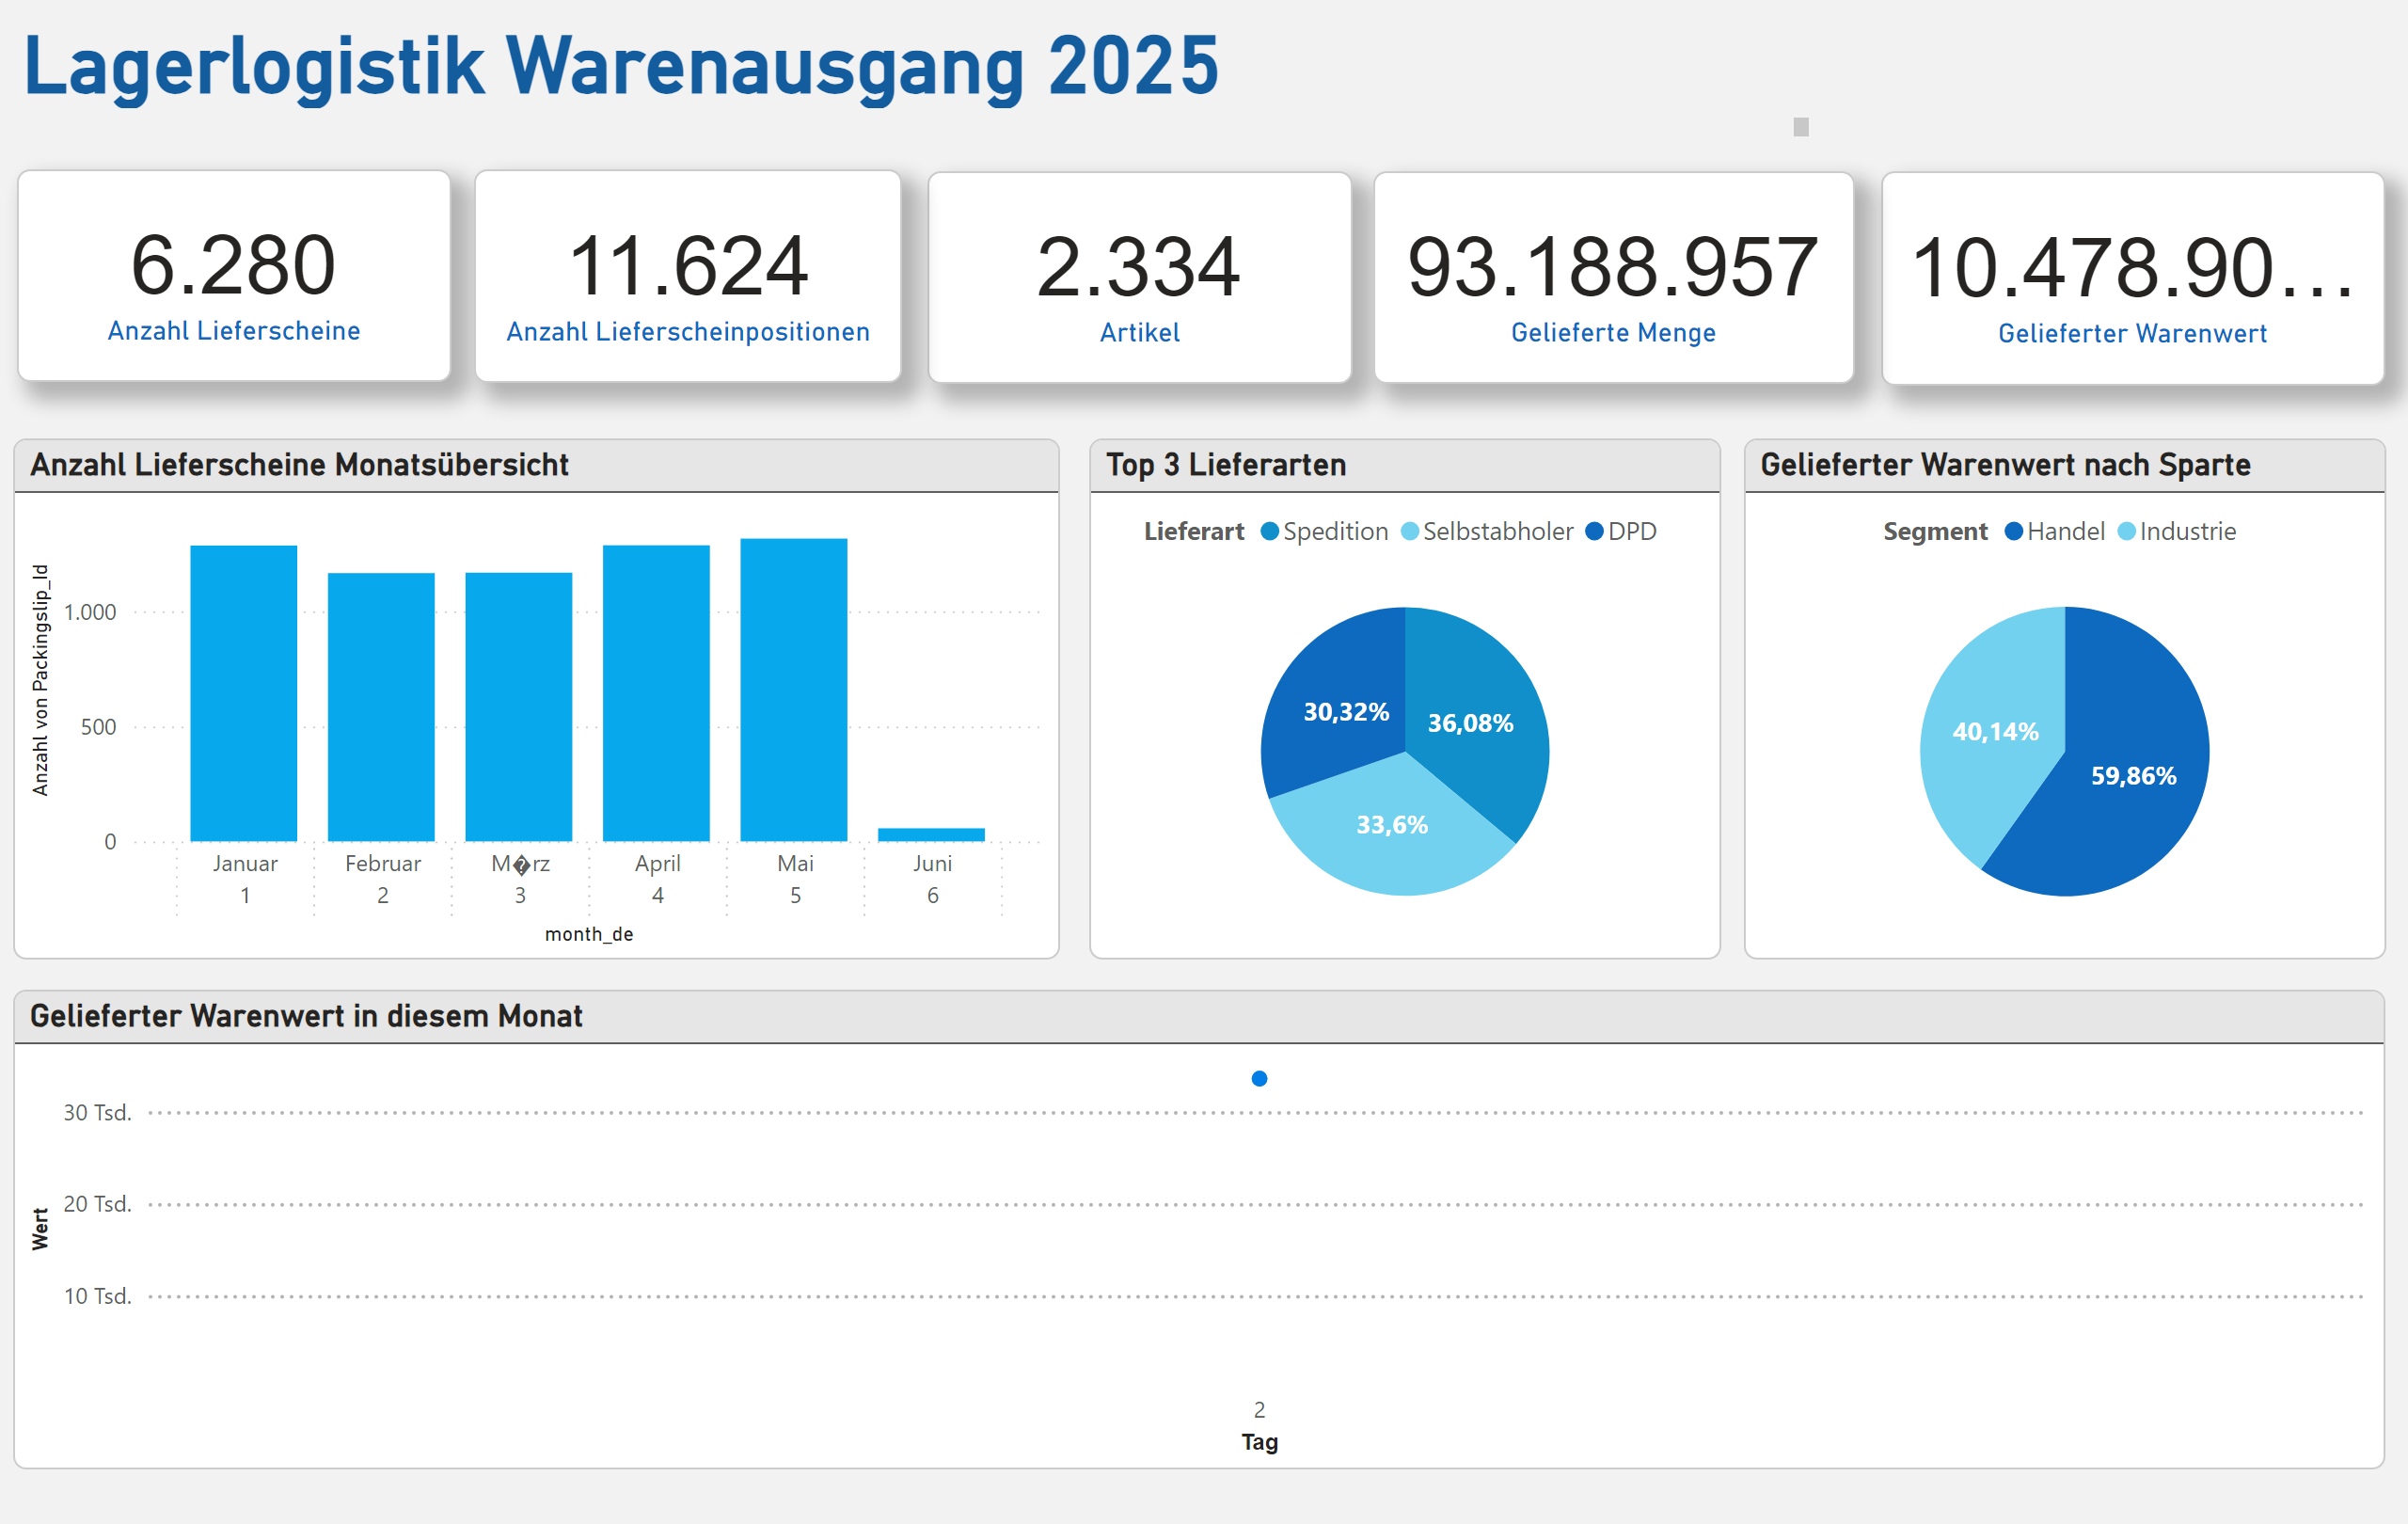 Lagerlogistik Warenausgang 2025
6.280
Anzahl Lieferscheine
11.624
Anzahl Lieferscheinpositionen
2.334
Artikel
93.188.957
Gelieferte Menge
10.478.90...
Gelieferter Warenwert
Anzahl Lieferscheine Monatsübersicht
Anzahl von Packingslip_Id
1.000
500
0
Januar Februar M�rz April Mai Juni
1 2 3 4 5 6
month_de
Top 3 Lieferarten
Lieferart Spedition Selbstabholer DPD
30,32%
36,08%
33,6%
Gelieferter Warenwert nach Sparte
Segment Handel Industrie
40,14%
59,86%
Gelieferter Warenwert in diesem Monat
Wert
30 Tsd.
20 Tsd.
10 Tsd.
2
Tag